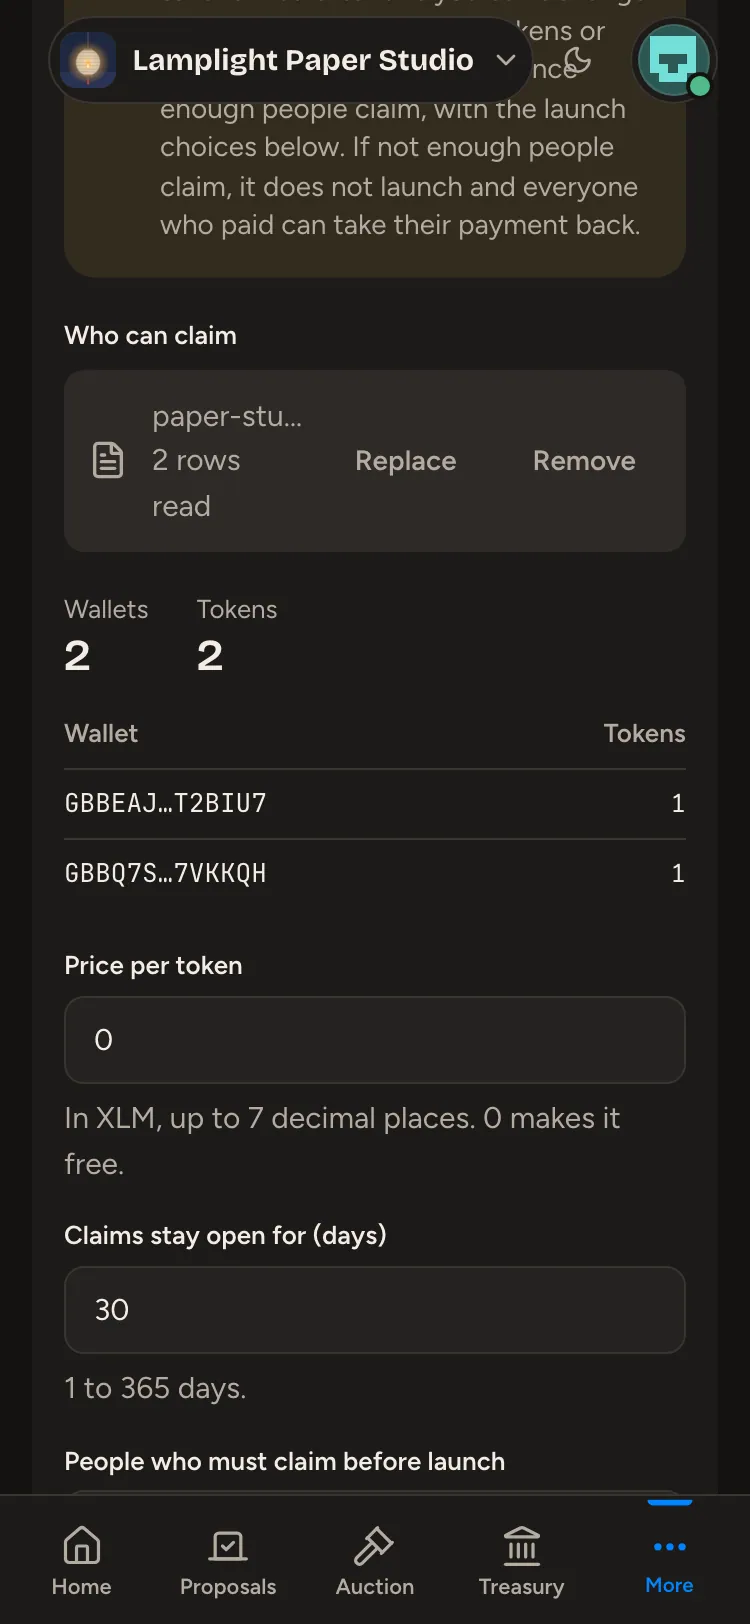 Lamplight Paper Studio
kens or
nce
enough people claim, with the launch
choices below. If not enough people
claim, it does not launch and everyone
who paid can take their payment back.
Who can claim
paper-stu...
2 rows
read
Replace
Remove
Wallets
Tokens
2
2
Wallet
Tokens
GBBEAJ…T2BIU7
1
GBBQ7S…7VKKQH
1
Price per token
0
In XLM, up to 7 decimal places. 0 makes it
free.
Claims stay open for (days)
30
1 to 365 days.
People who must claim before launch
Home
Proposals
Auction
Treasury
More